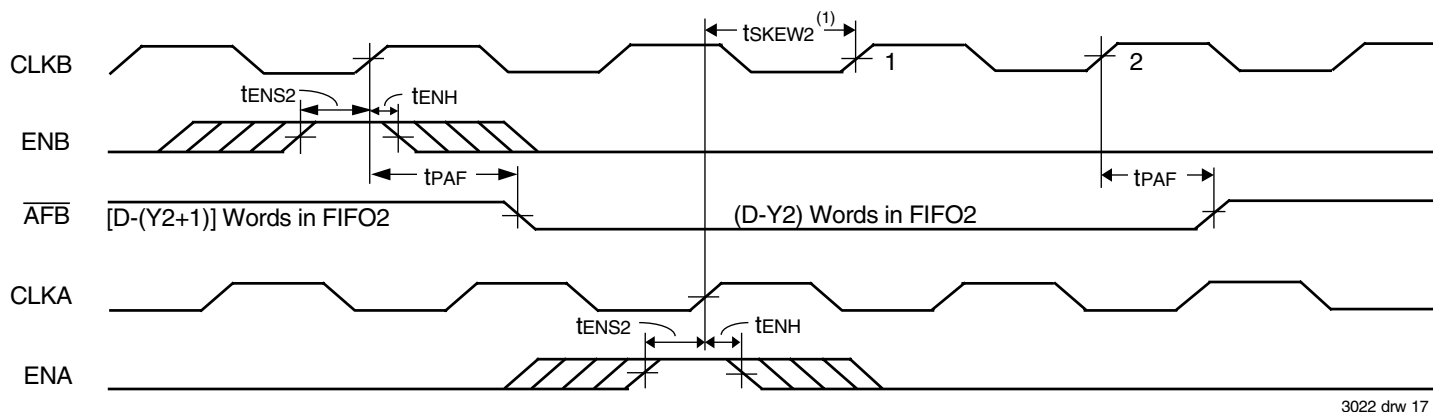 tSKEW2(1)
CLKB
1
2
tENS2
tENH
ENB
tPAF
tPAF
AFB
[D-(Y2+1)] Words in FIFO2
(D-Y2) Words in FIFO2
CLKA
tENS2
tENH
ENA
3022 drw 17